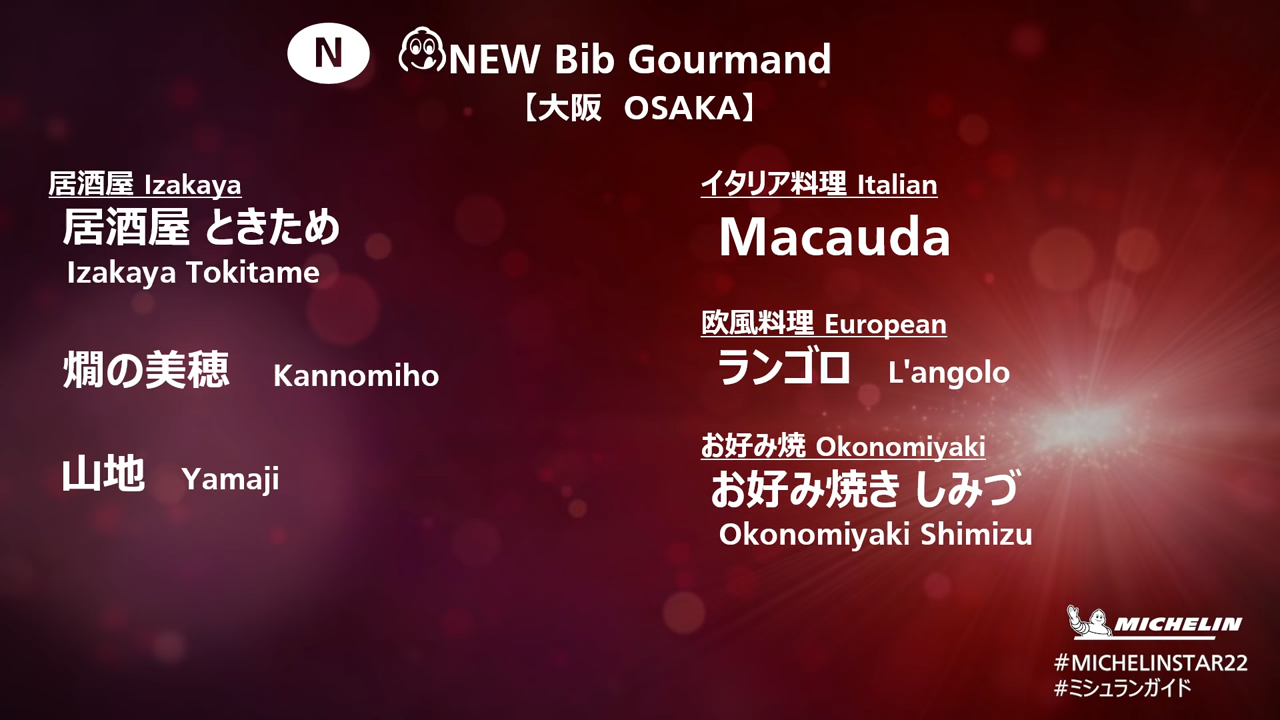 N NEW Bib Gourmand
【大阪 OSAKA】
居酒屋 Izakaya
居酒屋 ときため
Izakaya Tokitame
燗の美穂 Kannomiho
山地 Yamaji
イタリア料理 Italian
Macauda
欧風料理 European
ランゴロ L'angolo
お好み焼 Okonomiyaki
お好み焼き しみづ
Okonomiyaki Shimizu
MICHELIN
#MICHELINSTAR22
#ミシュランガイド